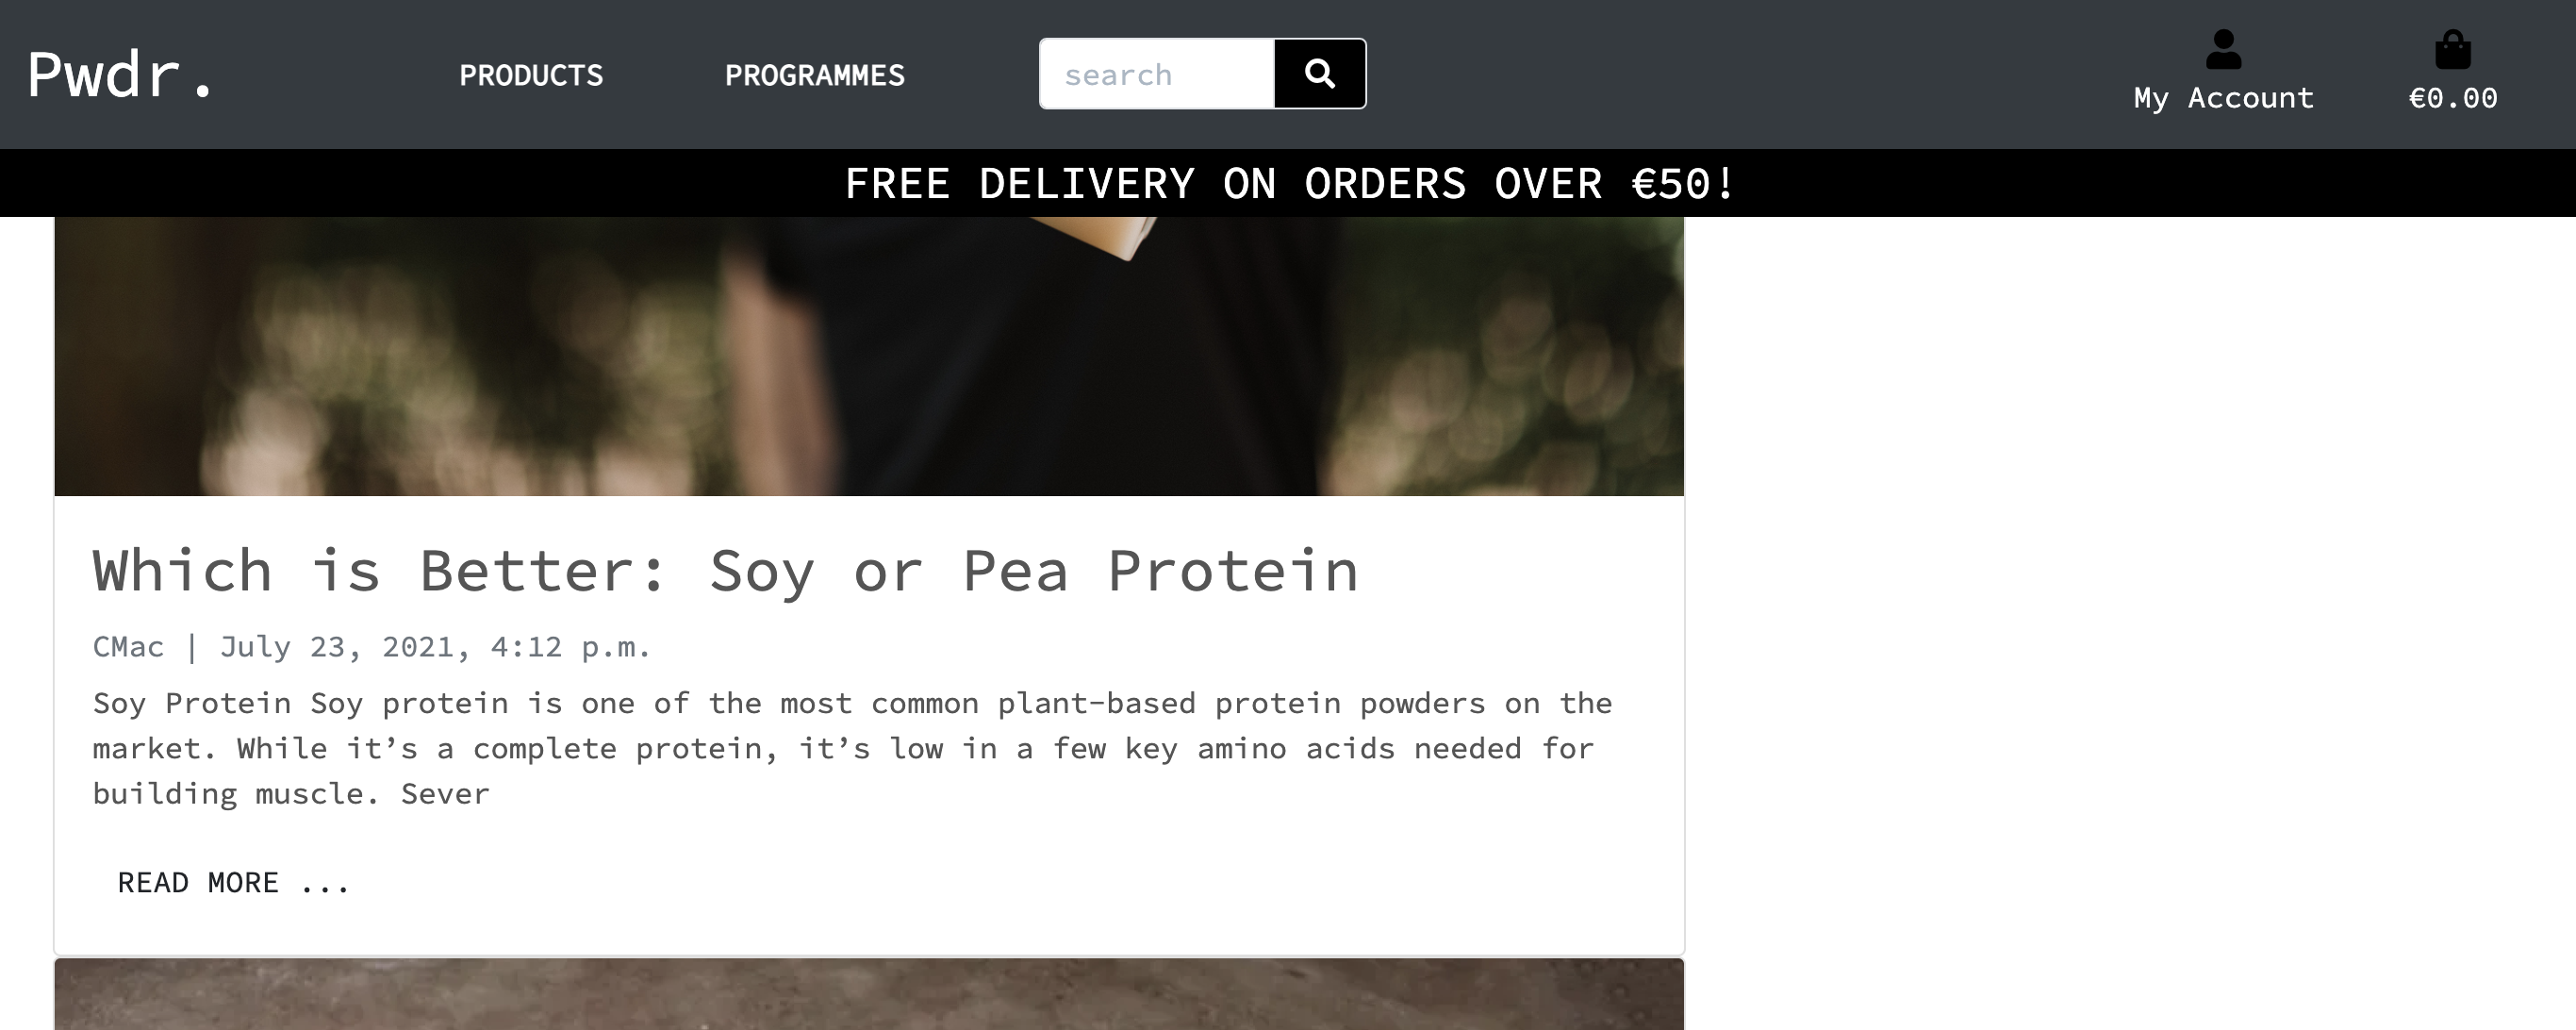 Pwdr.
PRODUCTS
PROGRAMMES
search
My Account
€0.00
FREE DELIVERY ON ORDERS OVER €50!
Which is Better: Soy or Pea Protein
CMac | July 23, 2021, 4:12 p.m.
Soy Protein Soy protein is one of the most common plant-based protein powders on the
market. While it’s a complete protein, it’s low in a few key amino acids needed for
building muscle. Sever
READ MORE ...